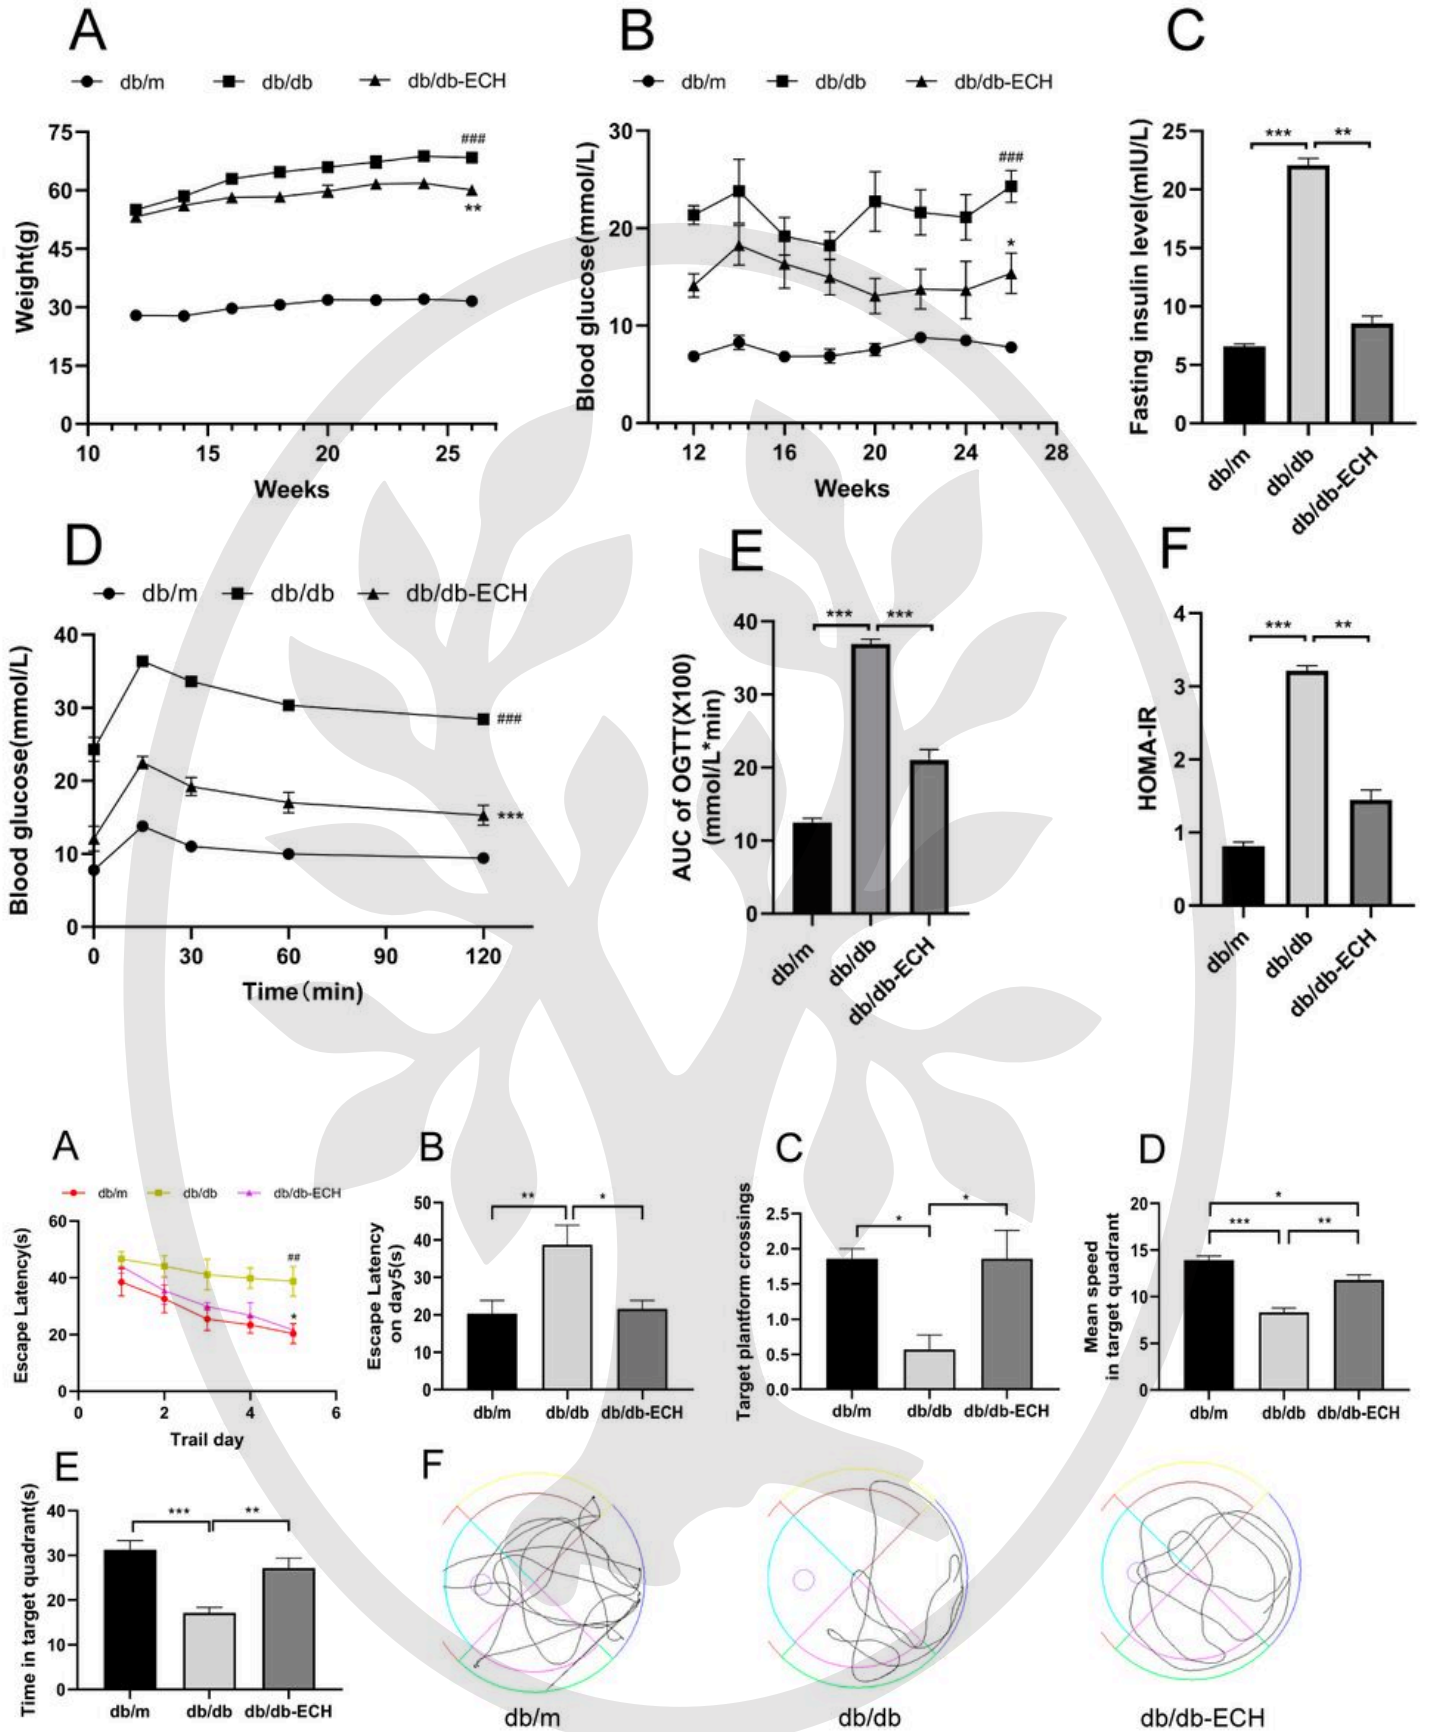 A
db/m db/db db/db-ECH
Weight(g)
75
60
45
30
15
0
###
**
10 15 20 25
Weeks
B
db/m db/db db/db-ECH
Blood glucose(mmol/L)
30
20
10
0
###
*
12 16 20 24 28
Weeks
C
Fasting insulin level(mIU/L)
25
20
15
10
5
0
*** **
db/m db/db db/db-ECH
D
db/m db/db db/db-ECH
Blood glucose(mmol/L)
40
30
20
10
0
###
***
0 30 60 90 120
Time(min)
E
AUC of OGTT(X100)
(mmol/L*min)
40
30
20
10
0
*** ***
db/m db/db db/db-ECH
F
HOMA-IR
4
3
2
1
0
*** **
db/m db/db db/db-ECH
A
db/m db/db db/db-ECH
Escape Latency(s)
60
40
20
0
##
*
0 2 4 6
Trail day
B
Escape Latency
on day5(s)
50
40
30
20
10
0
** *
db/m db/db db/db-ECH
C
Target plantform crossings
2.5
2.0
1.5
1.0
0.5
0.0
* *
db/m db/db db/db-ECH
D
Mean speed
in target quadrant
20
15
10
5
0
*
*** **
db/m db/db db/db-ECH
E
Time in target quadrant(s)
40
30
20
10
0
*** **
db/m db/db db/db-ECH
F
db/m db/db db/db-ECH